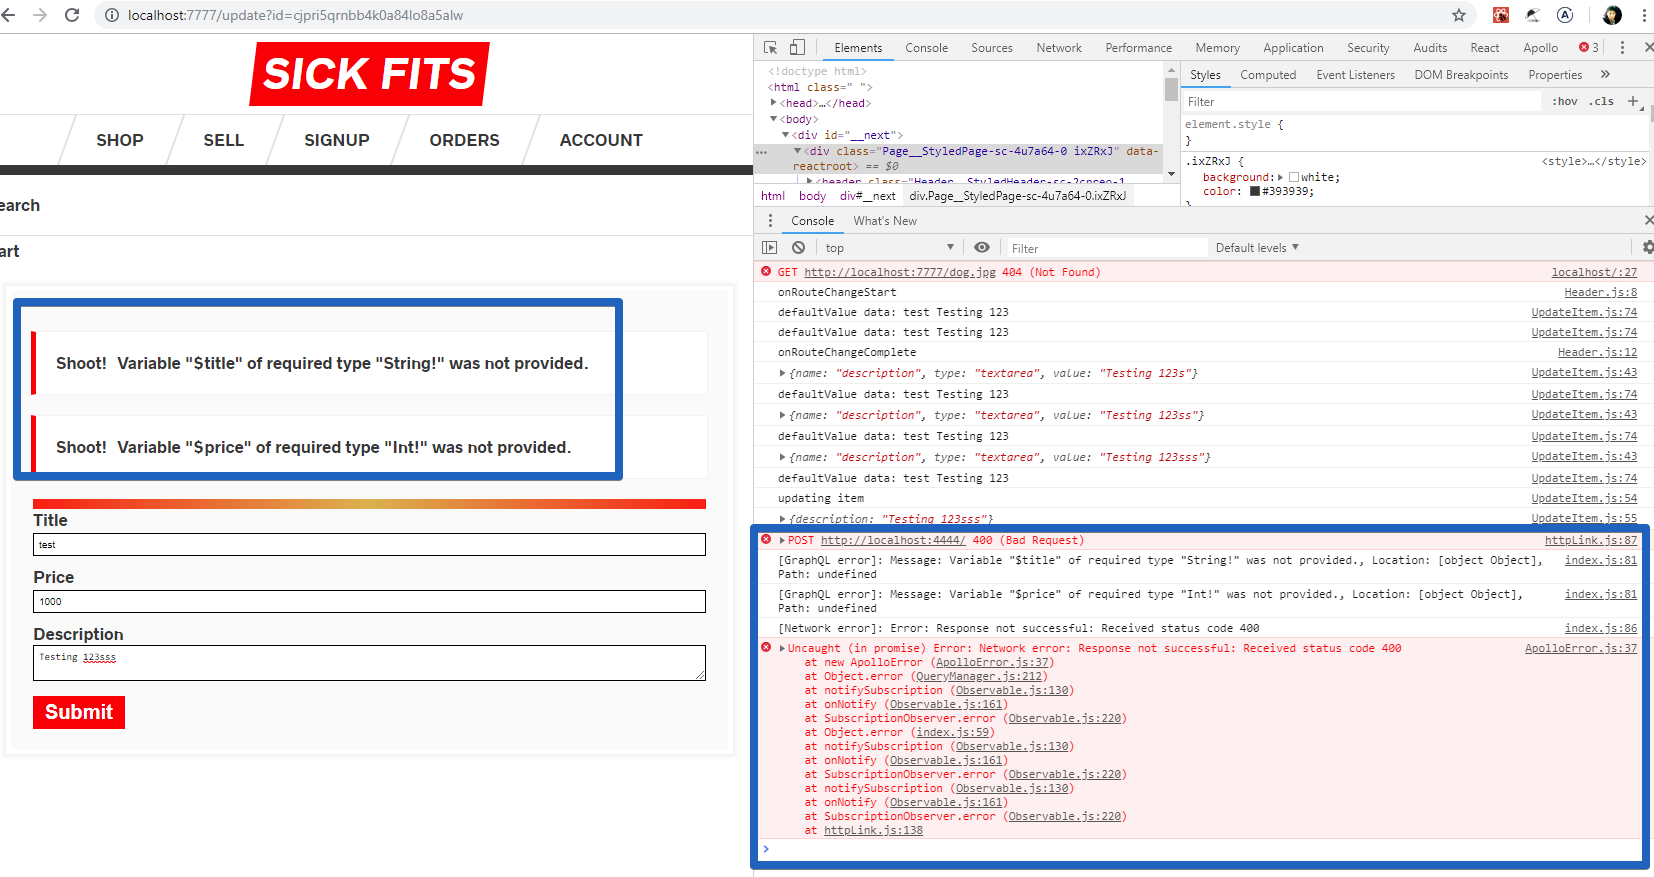 localhost:7777/update?id=cjpri5qrnbb4k0a84lo8a5alw
SICK FITS
SHOP SELL SIGNUP ORDERS ACCOUNT
earch
art
Shoot! Variable "$title" of required type "String!" was not provided.
Shoot! Variable "$price" of required type "Int!" was not provided.
Title
test
Price
1000
Description
Testing 123sss
Submit
Elements Console Sources Network Performance Memory Application Security Audits React Apollo 3
<!doctype html>
<html class=" ">
<head>…</head>
<body>
<div id="__next">
<div class="Page__StyledPage-sc-4u7a64-0 ixZRxJ" data-
reactroot> == $0
<header class="Header__StyledHeader-sc-2cpreo-1
html body div#__next div.Page__StyledPage-sc-4u7a64-0.ixZRxJ
Styles Computed Event Listeners DOM Breakpoints Properties »
Filter :hov .cls +
element.style {
}
.ixZRxJ { <style>…</style>
background: white;
color: #393939;
}
Console What's New
top Filter Default levels
GET http://localhost:7777/dog.jpg 404 (Not Found) localhost/:27
onRouteChangeStart Header.js:8
defaultValue data: test Testing 123 UpdateItem.js:74
defaultValue data: test Testing 123 UpdateItem.js:74
onRouteChangeComplete Header.js:12
{name: "description", type: "textarea", value: "Testing 123s"} UpdateItem.js:43
defaultValue data: test Testing 123 UpdateItem.js:74
{name: "description", type: "textarea", value: "Testing 123ss"} UpdateItem.js:43
defaultValue data: test Testing 123 UpdateItem.js:74
{name: "description", type: "textarea", value: "Testing 123sss"} UpdateItem.js:43
defaultValue data: test Testing 123 UpdateItem.js:74
updating item UpdateItem.js:54
{description: "Testing 123sss"} UpdateItem.js:55
POST http://localhost:4444/ 400 (Bad Request) httpLink.js:87
[GraphQL error]: Message: Variable "$title" of required type "String!" was not provided., Location: [object Object], index.js:81
Path: undefined
[GraphQL error]: Message: Variable "$price" of required type "Int!" was not provided., Location: [object Object], index.js:81
Path: undefined
[Network error]: Error: Response not successful: Received status code 400 index.js:86
Uncaught (in promise) Error: Network error: Response not successful: Received status code 400 ApolloError.js:37
at new ApolloError (ApolloError.js:37)
at Object.error (QueryManager.js:212)
at notifySubscription (Observable.js:130)
at onNotify (Observable.js:161)
at SubscriptionObserver.error (Observable.js:220)
at Object.error (index.js:59)
at notifySubscription (Observable.js:130)
at onNotify (Observable.js:161)
at SubscriptionObserver.error (Observable.js:220)
at notifySubscription (Observable.js:130)
at onNotify (Observable.js:161)
at SubscriptionObserver.error (Observable.js:220)
at httpLink.js:138